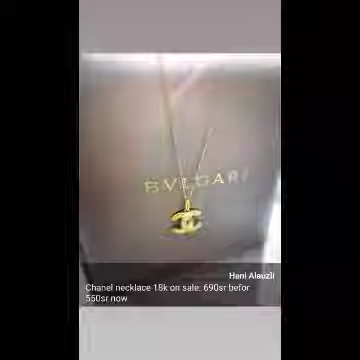 BVLGARI
Hani Alauzli
Chanel necklace 18k on sale: 690sr befor
550sr now